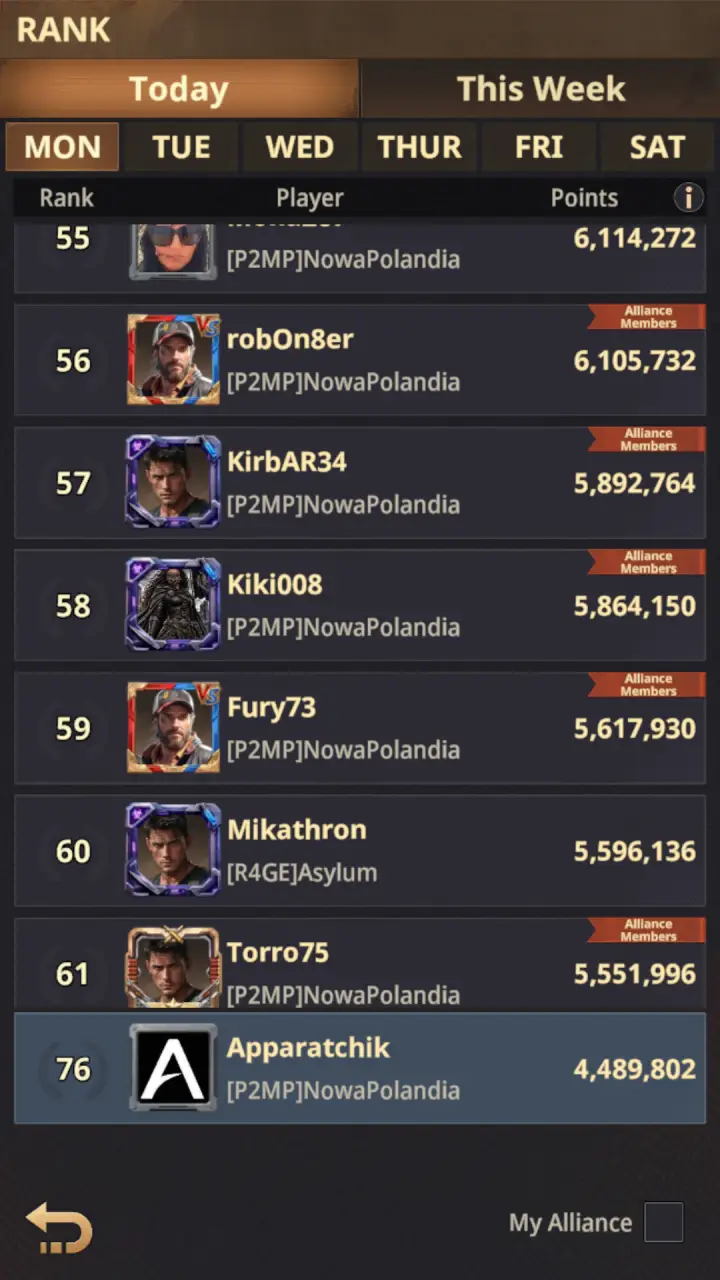 RANK
Today
This Week
MON
TUE
WED
THUR
FRI
SAT
Rank
Player
Points
55
6,114,272
[P2MP]NowaPolandia
Alliance
Members
56
robOn8er
6,105,732
[P2MP]NowaPolandia
Alliance
Members
57
KirbAR34
5,892,764
[P2MP]NowaPolandia
Alliance
Members
58
Kiki008
5,864,150
[P2MP]NowaPolandia
Alliance
Members
59
Fury73
5,617,930
[P2MP]NowaPolandia
60
Mikathron
5,596,136
[R4GE]Asylum
Alliance
Members
61
Torro75
5,551,996
[P2MP]NowaPolandia
76
Apparatchik
4,489,802
[P2MP]NowaPolandia
My Alliance